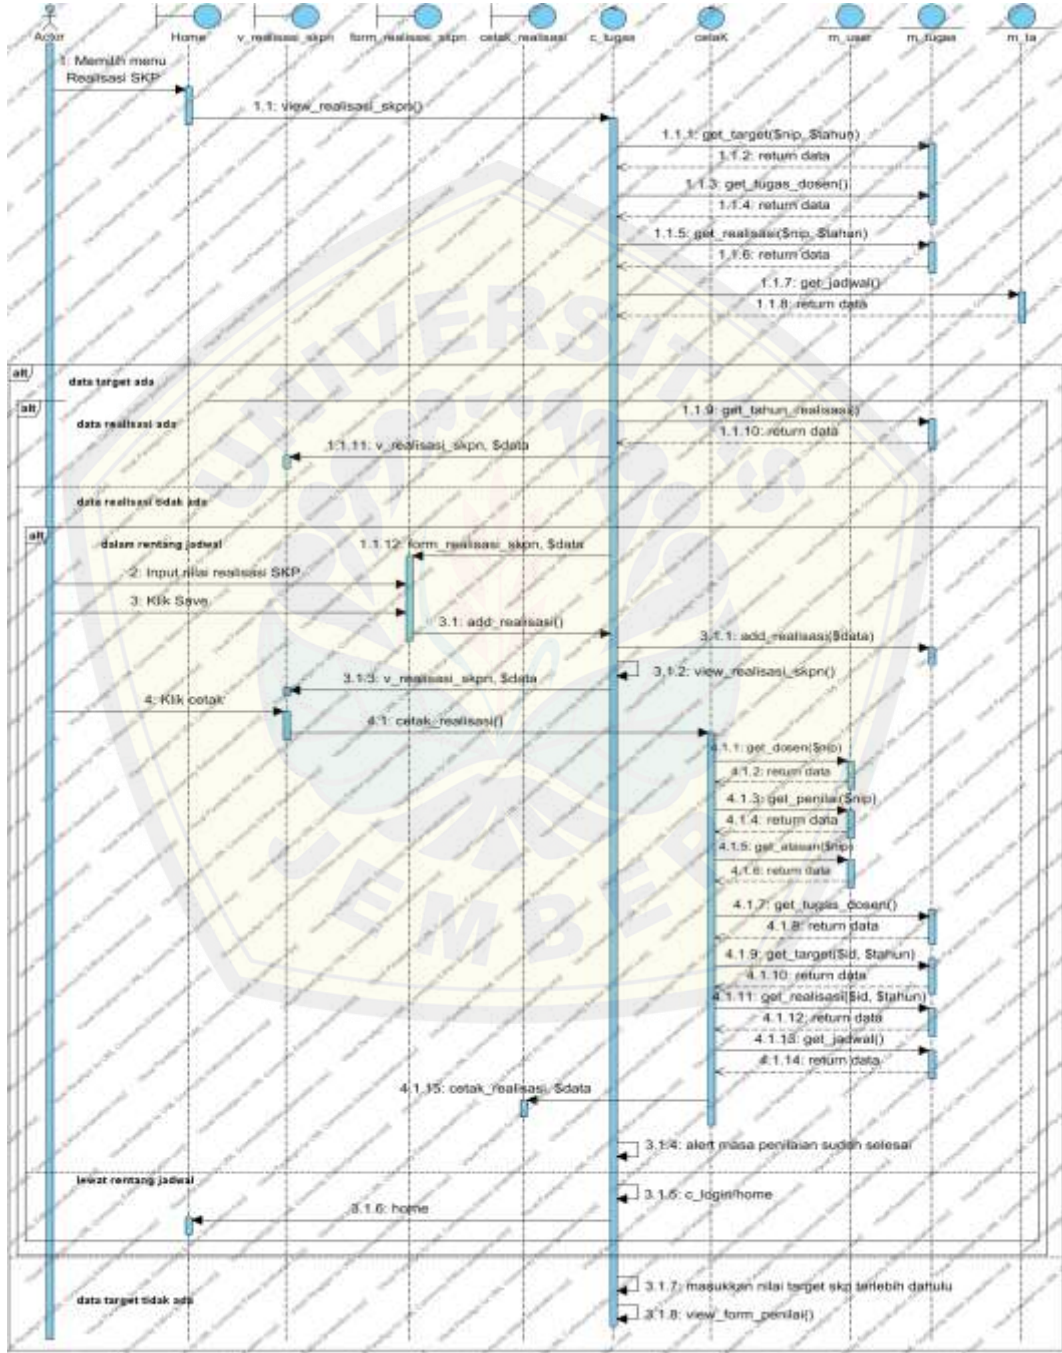 Actor
Home
v_realisasi_skpn
form_realisasi_skpn
cetak_realisasi
c_tugas
cetaK
m_user
m_tugas
m_ta
1: Memilih menu
Realisasi SKP
1.1: view_realisasi_skpn()
1.1.1: get_target($nip, $tahun)
1.1.2: return data
1.1.3: get_tugas_dosen()
1.1.4: return data
1.1.5: get_realisasi($nip, $tahun)
1.1.6: return data
1.1.7: get_jadwal()
1.1.8: return data
alt
data target ada
alt
data realisasi ada
1.1.9: get_tahun_realisasi()
1.1.10: return data
1.1.11: v_realisasi_skpn, $data
data realisasi tidak ada
alt
dalam rentang jadwal
1.1.12: form_realisasi_skpn, $data
2: Input nilai realisasi SKP
3: Klik Save
3.1: add_realisasi()
3.1.1: add_realisasi($data)
3.1.2: view_realisasi_skpn()
3.1.3: v_realisasi_skpn, $data
4: Klik cetak
4.1: cetak_realisasi()
4.1.1: get_dosen($nip)
4.1.2: return data
4.1.3: get_penilai($nip)
4.1.4: return data
4.1.5: get_atasan($nip)
4.1.6: return data
4.1.7: get_tugas_dosen()
4.1.8: return data
4.1.9: get_target($id, $tahun)
4.1.10: return data
4.1.11: get_realisasi($id, $tahun)
4.1.12: return data
4.1.13: get_jadwal()
4.1.14: return data
4.1.15: cetak_realisasi, $data
3.1.4: alert masa penilaian sudah selesai
lewat rentang jadwal
3.1.5: c_login/home
3.1.6: home
3.1.7: masukkan nilai target skp terlebih dahulu
data target tidak ada
3.1.8: view_form_penilai()
UNIVERSITAS
JEMBER